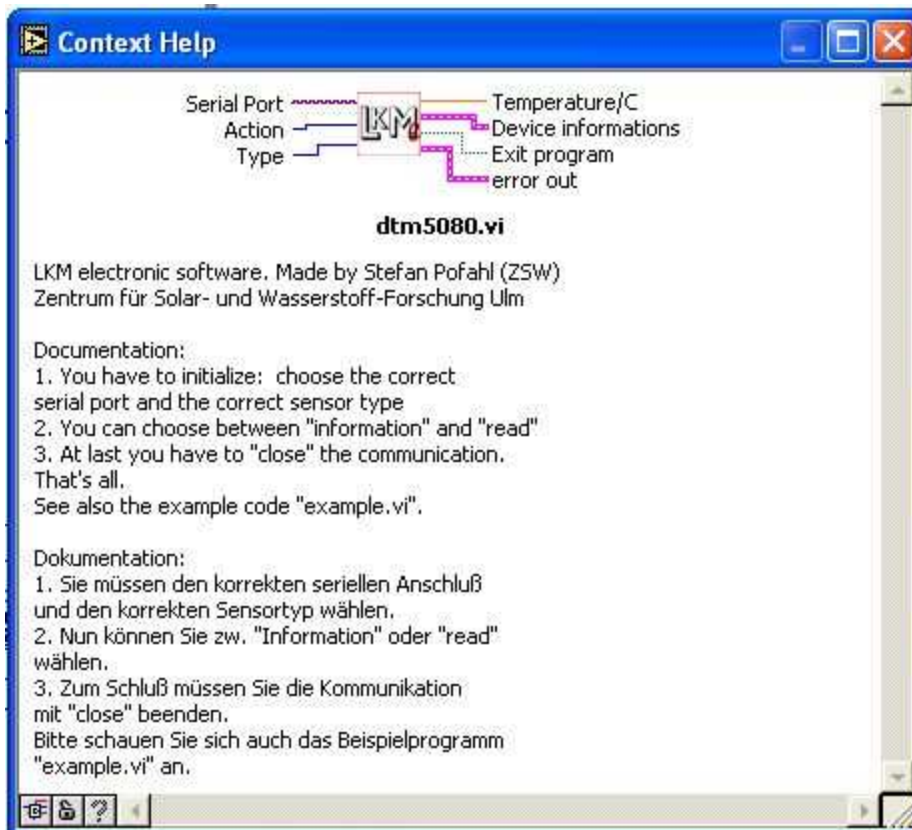 Context Help
Serial Port
Temperature/C
Action
LKM
Device informations
Type
Exit program
error out
dtm5080.vi
LKM electronic software. Made by Stefan Pofahl (ZSW)
Zentrum für Solar- und Wasserstoff-Forschung Ulm
Documentation:
1. You have to initialize: choose the correct
serial port and the correct sensor type
2. You can choose between "information" and "read"
3. At last you have to "close" the communication.
That's all.
See also the example code "example.vi".
Dokumentation:
1. Sie müssen den korrekten seriellen Anschluß
und den korrekten Sensortyp wählen.
2. Nun können Sie zw. "Information" oder "read"
wählen.
3. Zum Schluß müssen Sie die Kommunikation
mit "close" beenden.
Bitte schauen Sie sich auch das Beispielprogramm
"example.vi" an.